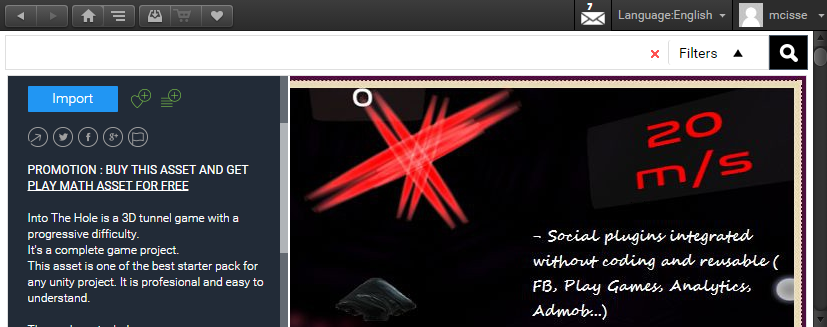 7
Language:English
mcisse
Filters
Import
PROMOTION : BUY THIS ASSET AND GET
PLAY MATH ASSET FOR FREE
Into The Hole is a 3D tunnel game with a
progressive difficulty.
It's a complete game project.
This asset is one of the best starter pack for
any unity project. It is profesional and easy to
understand.
0
20
m/s
- Social plugins integrated
without coding and reusable (
FB, Play Games, Analytics,
Admob...)